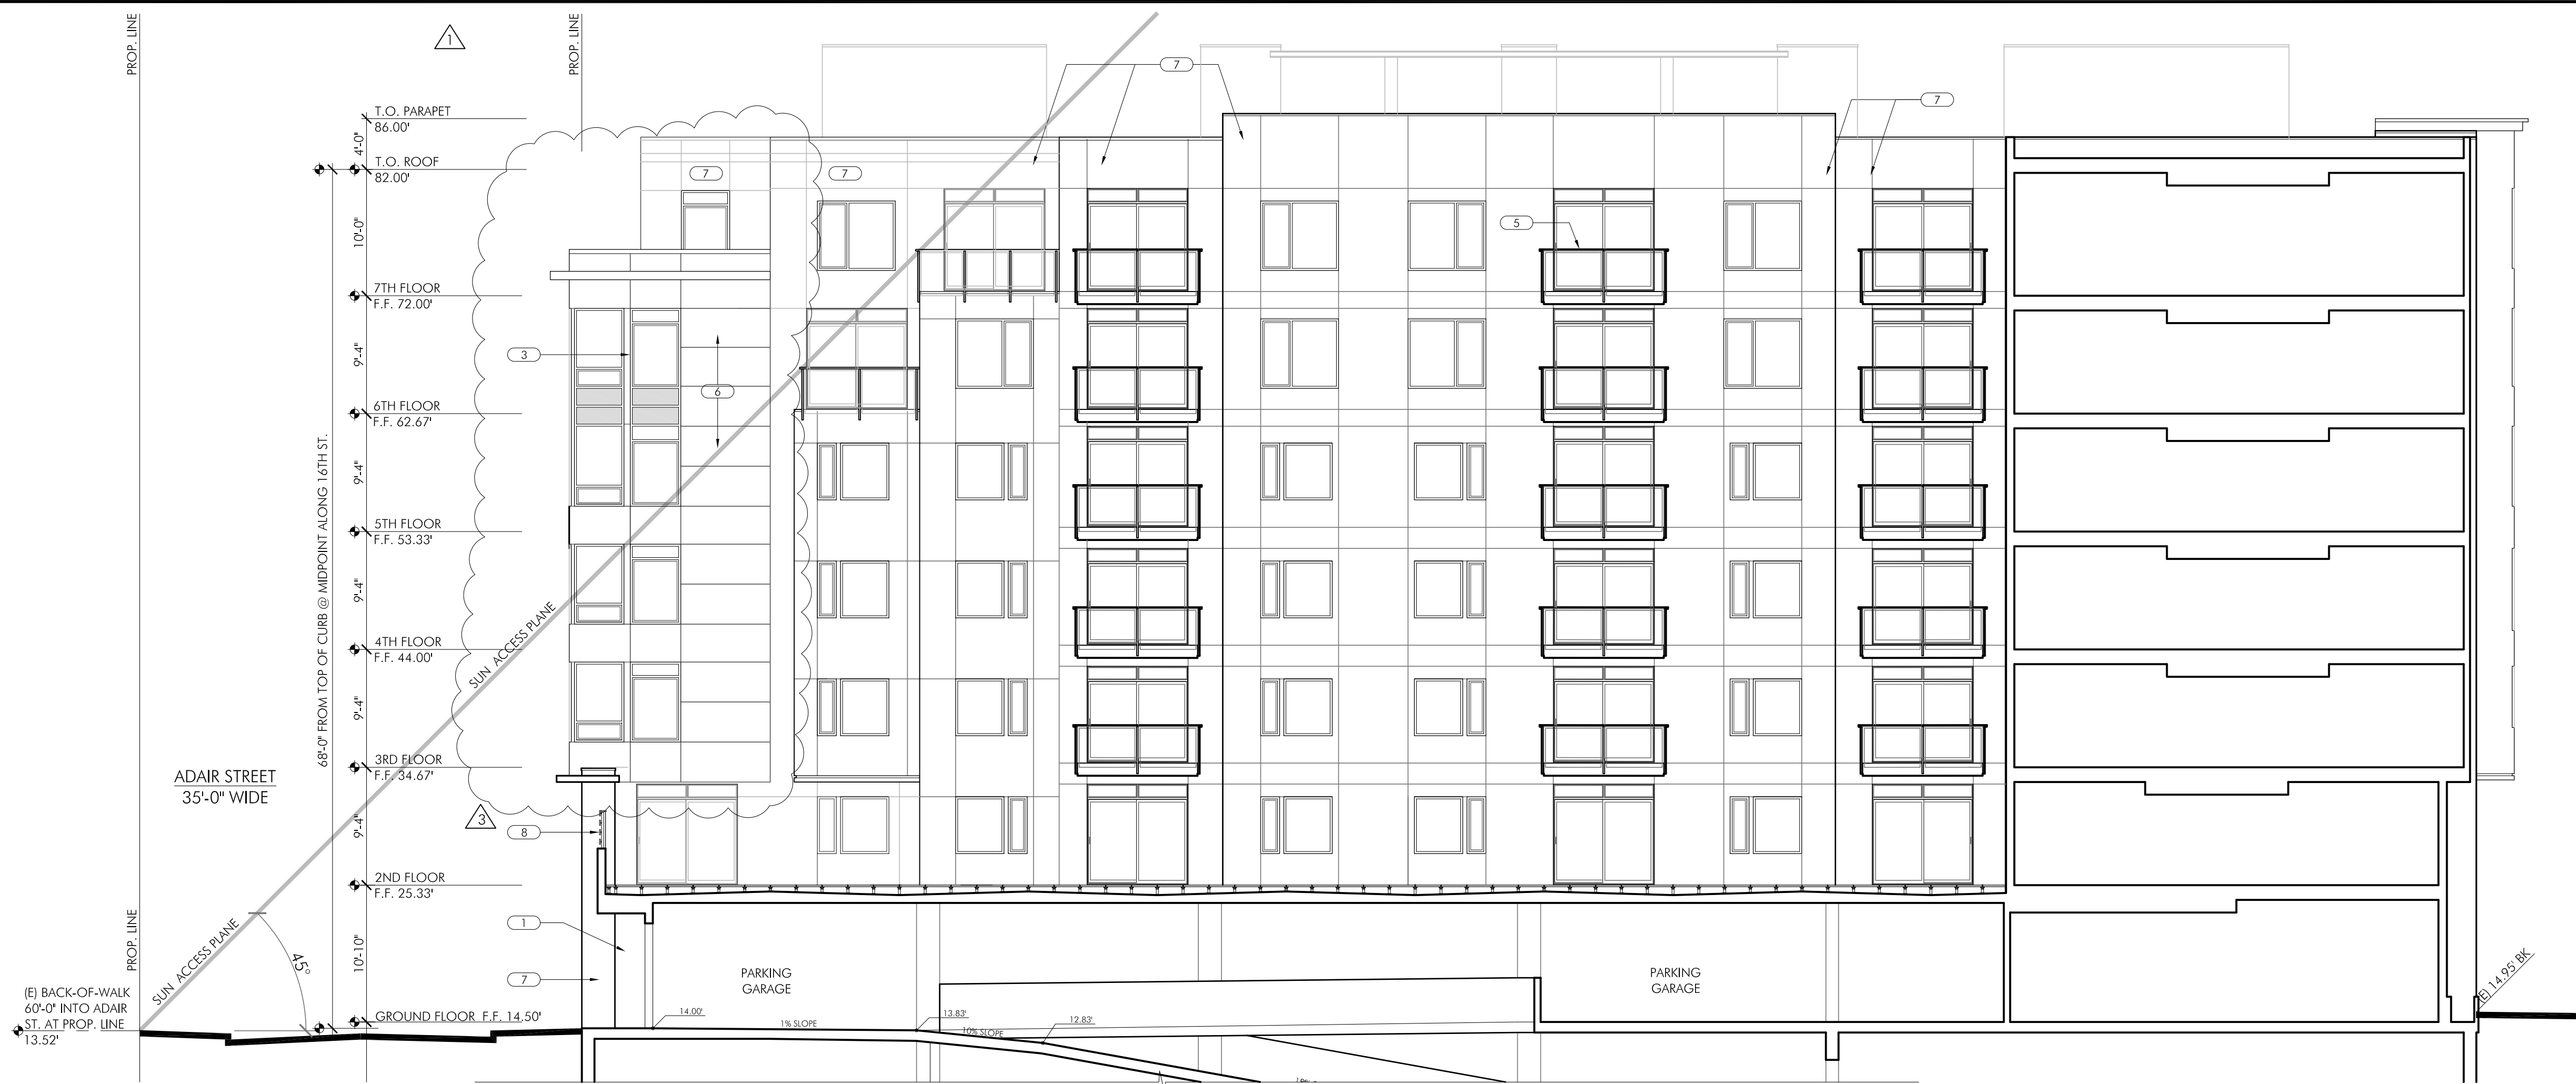 PROP. LINE
1
PROP. LINE
7
7
T.O. PARAPET
86.00'
4'-0"
T.O. ROOF
82.00'
7
7
10'-0"
5
7TH FLOOR
F.F. 72.00'
9'-4"
3
6
6TH FLOOR
F.F. 62.67'
9'-4"
68'-0" FROM TOP OF CURB @ MIDPOINT ALONG 16TH ST.
5TH FLOOR
F.F. 53.33'
9'-4"
SUN ACCESS PLANE
4TH FLOOR
F.F. 44.00'
9'-4"
3RD FLOOR
F.F. 34.67'
ADAIR STREET
35'-0" WIDE
3
8
9'-4"
2ND FLOOR
F.F. 25.33'
PROP. LINE
SUN ACCESS PLANE
45°
10'-10"
1
7
PARKING
GARAGE
PARKING
GARAGE
(E) BACK-OF-WALK
60'-0" INTO ADAIR
ST. AT PROP. LINE
13.52'
GROUND FLOOR F.F. 14.50'
14.00'
1% SLOPE
13.83'
10% SLOPE
12.83'
(E) 14.95' BK